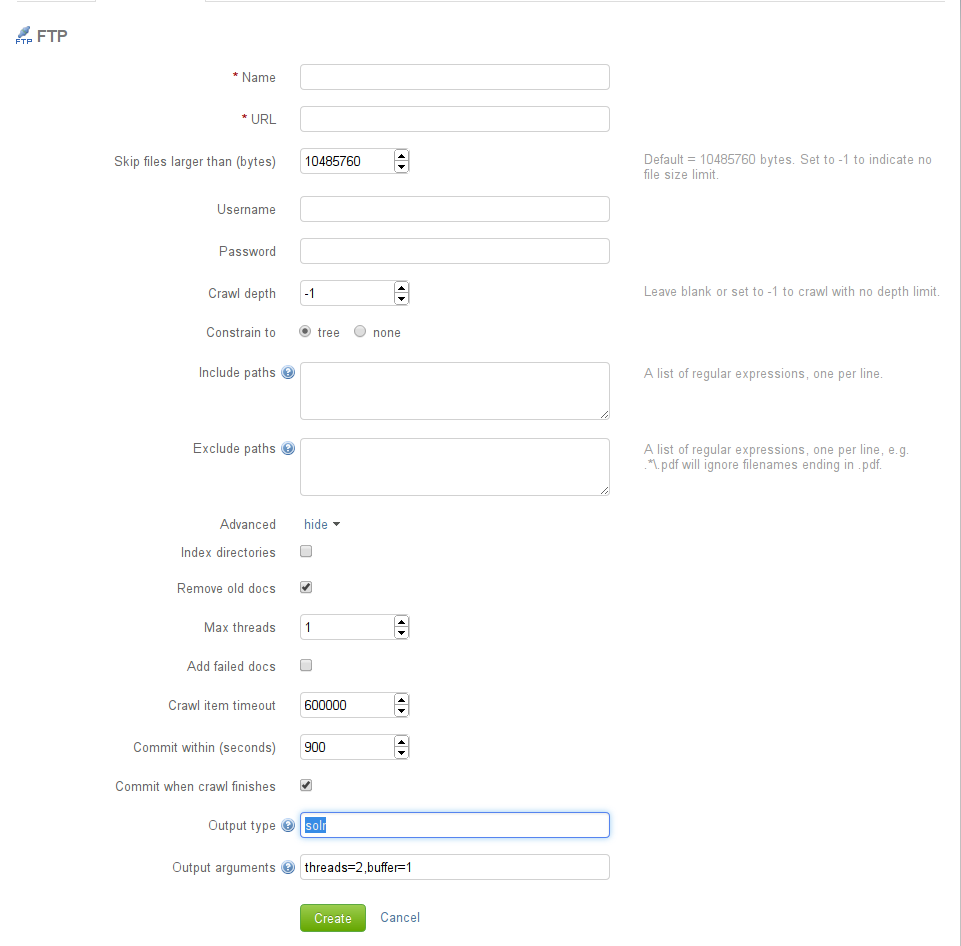 FTP FTP
* Name
* URL
Skip files larger than (bytes) 10485760 Default = 10485760 bytes. Set to -1 to indicate no
file size limit.
Username
Password
Crawl depth -1 Leave blank or set to -1 to crawl with no depth limit.
Constrain to tree none
Include paths ? A list of regular expressions, one per line.
Exclude paths ? A list of regular expressions, one per line, e.g.
.*\.pdf will ignore filenames ending in .pdf.
Advanced hide
Index directories
Remove old docs
Max threads 1
Add failed docs
Crawl item timeout 600000
Commit within (seconds) 900
Commit when crawl finishes
Output type ? solr
Output arguments ? threads=2,buffer=1
Create Cancel